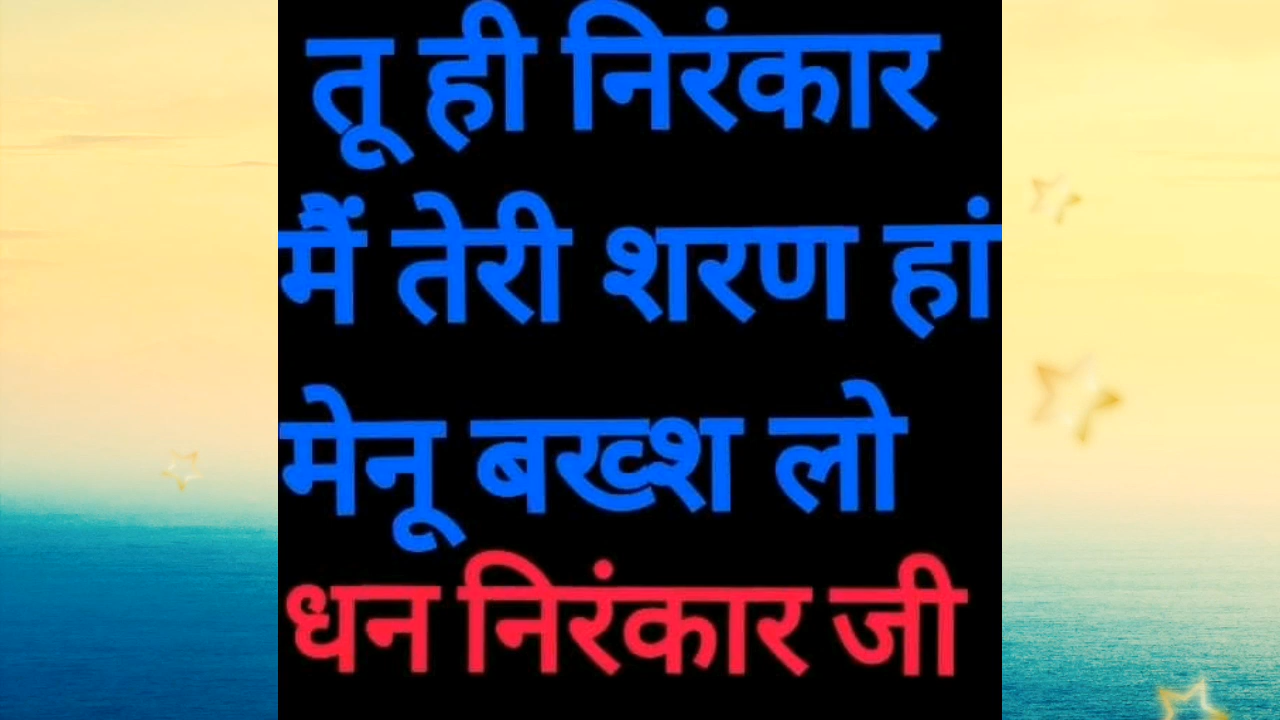 तू ही निरंकार
मैं तेरी शरण हां
मेनू बख्श लो
धन निरंकार जी